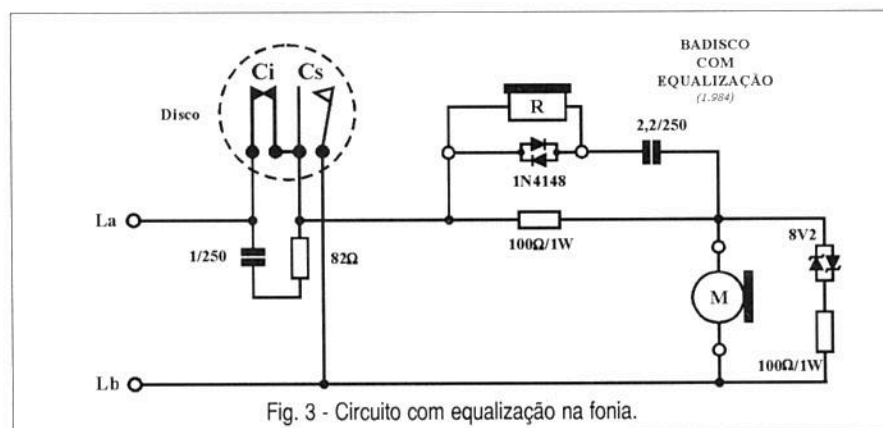 BADISCO
COM
EQUALIZAÇÃO
(1.984)
Ci Cs
Disco
R
2,2/250
1N4148
La
1/250
82Ω
100Ω/1W
8V2
M
100Ω/1W
Lb
Fig. 3 - Circuito com equalização na fonia.